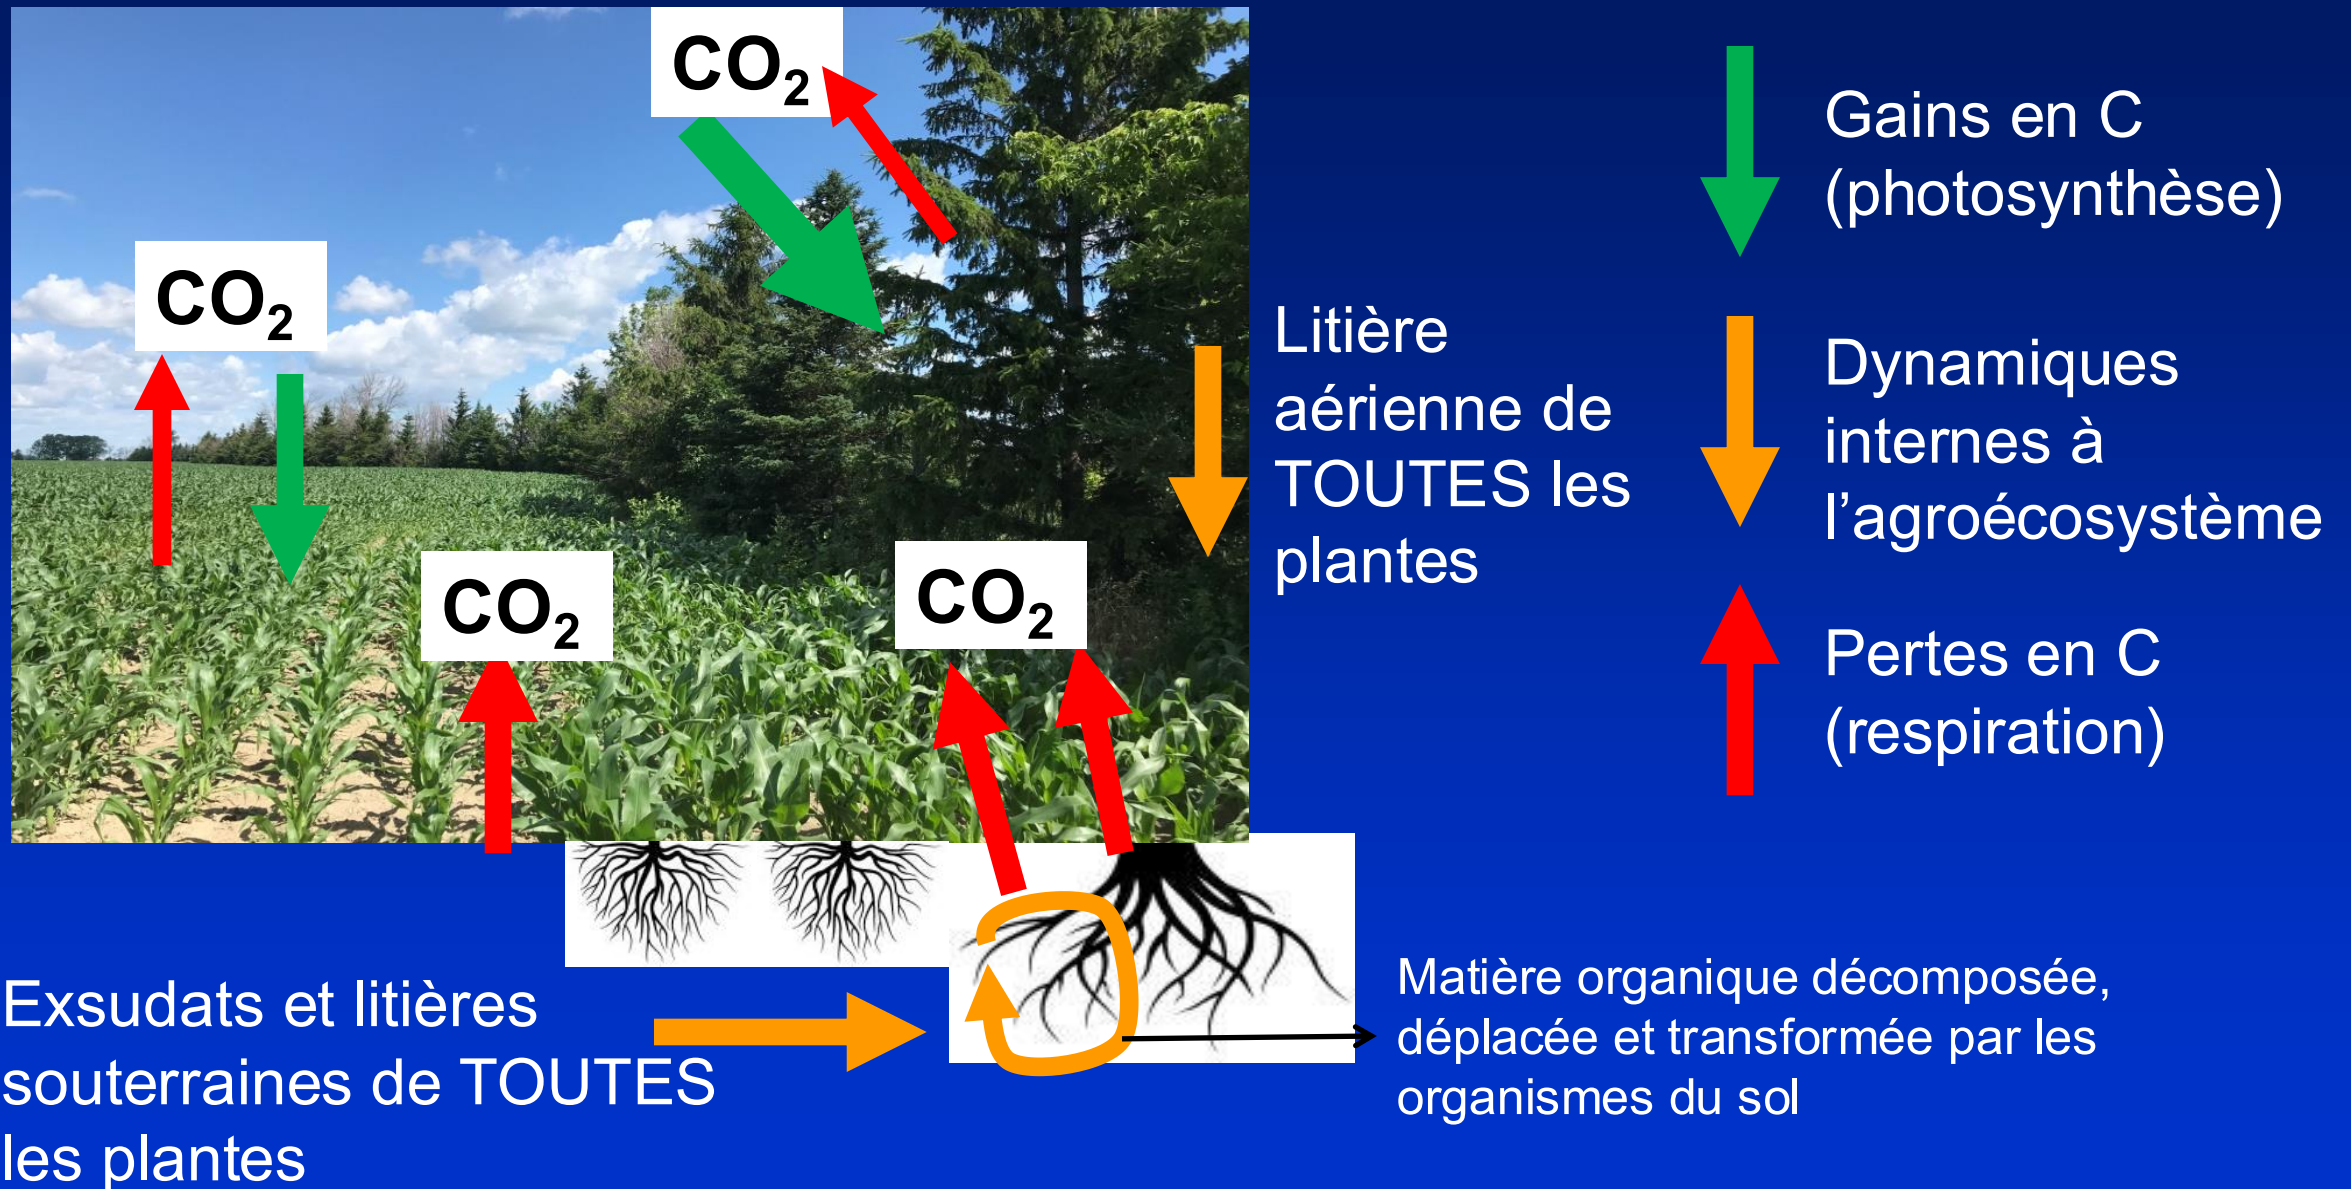 CO₂
CO₂
CO₂
CO₂
Gains en C
(photosynthèse)
Litière
aérienne de
TOUTES les
plantes
Dynamiques
internes à
l’agroécosystème
Pertes en C
(respiration)
Exsudats et litières
souterraines de TOUTES
les plantes
Matière organique décomposée,
déplacée et transformée par les
organismes du sol